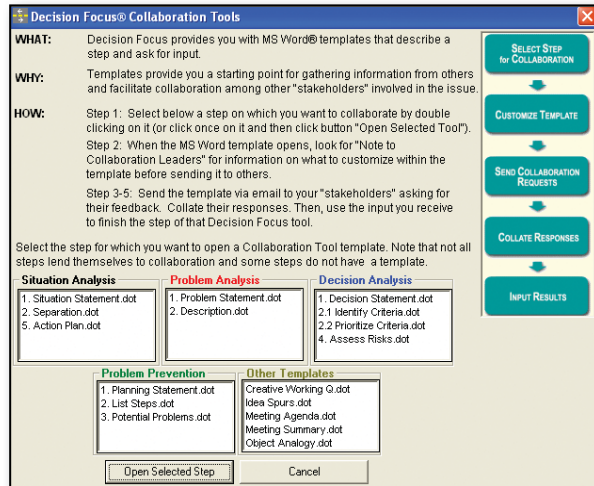 Decision Focus® Collaboration Tools
WHAT: Decision Focus provides you with MS Word® templates that describe a
step and ask for input.
WHY: Templates provide you a starting point for gathering information from others
and facilitate collaboration among other "stakeholders" involved in the issue.
HOW: Step 1: Select below a step on which you want to collaborate by double
clicking on it (or click once on it and then click button "Open Selected Tool").
Step 2: When the MS Word template opens, look for "Note to
Collaboration Leaders" for information on what to customize within the
template before sending it to others.
Step 3-5: Send the template via email to your "stakeholders" asking for
their feedback. Collate their responses. Then, use the input you receive
to finish the step of that Decision Focus tool.
Select the step for which you want to open a Collaboration Tool template. Note that not all
steps lend themselves to collaboration and some steps do not have a template.
SELECT STEP
for COLLABORATION
CUSTOMIZE TEMPLATE
SEND COLLABORATION
REQUESTS
COLLATE RESPONSES
INPUT RESULTS
Situation Analysis
1. Situation Statement.dot
2. Separation.dot
5. Action Plan.dot
Problem Analysis
1. Problem Statement.dot
2. Description.dot
Decision Analysis
1. Decision Statement.dot
2.1 Identify Criteria.dot
2.2 Prioritize Criteria.dot
4. Assess Risks.dot
Problem Prevention
1. Planning Statement.dot
2. List Steps.dot
3. Potential Problems.dot
Other Templates
Creative Working Q.dot
Idea Spurs.dot
Meeting Agenda.dot
Meeting Summary.dot
Object Analogy.dot
Open Selected Step
Cancel